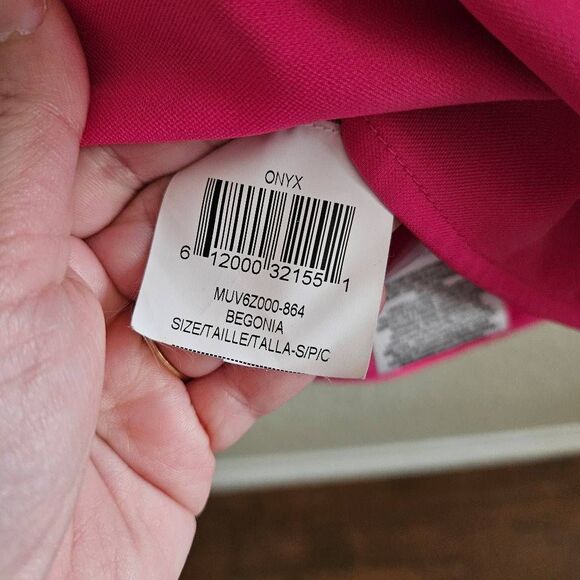 ONYX
6 12000 32155 1
MUV6Z000-864
BEGONIA
SIZE/TAILLE/TALLA-S/P/C